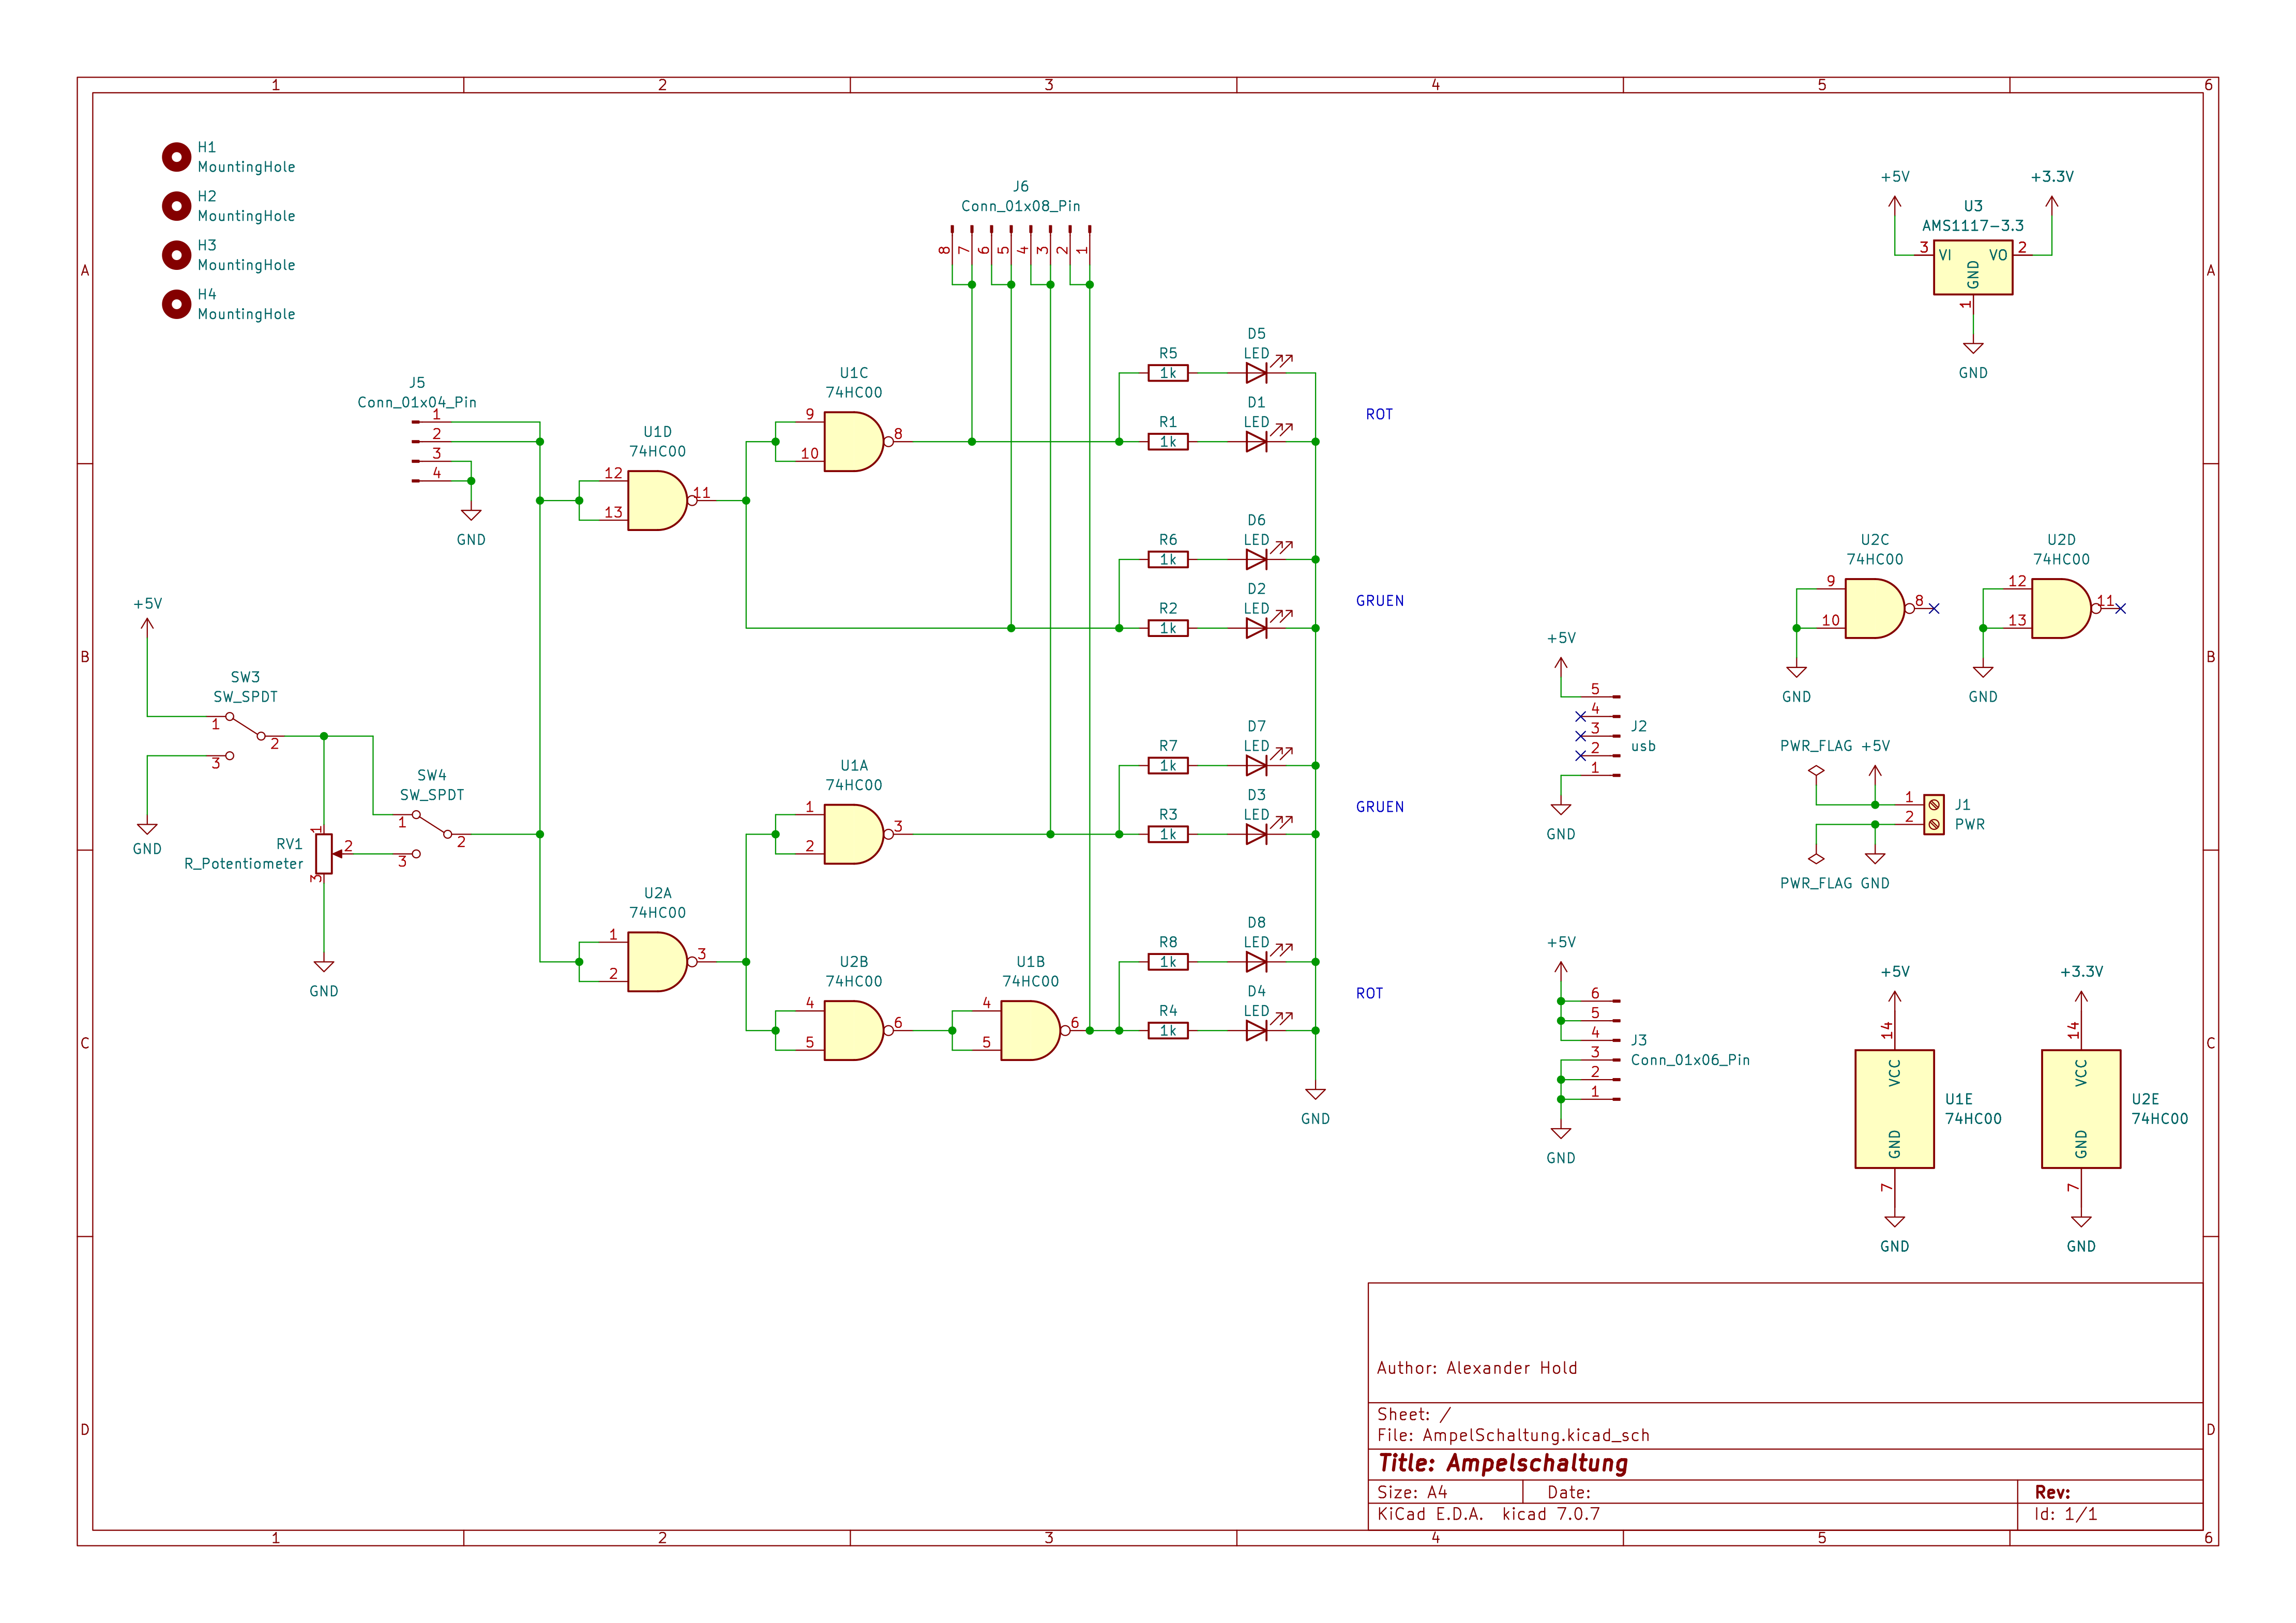 1 2 3 4 5 6
A
B
C
D
A
B
C
D
1 2 3 4 5 6
H1
MountingHole
H2
MountingHole
H3
MountingHole
H4
MountingHole
J6
Conn_01x08_Pin
8 7 6 5 4 3 2 1
J5
Conn_01x04_Pin
1
2
3
4
GND
U1D
74HC00
12
13
11
U1C
74HC00
9
10
8
R5
1k
D5
LED
R1
1k
D1
LED
ROT
R6
1k
D6
LED
R2
1k
D2
LED
GRUEN
+5V
SW3
SW_SPDT
1
2
3
GND
SW4
SW_SPDT
1
2
3
RV1
R_Potentiometer
1
2
3
GND
U1A
74HC00
1
2
3
R7
1k
D7
LED
R3
1k
D3
LED
GRUEN
U2A
74HC00
1
2
3
U2B
74HC00
4
5
6
U1B
74HC00
4
5
6
R8
1k
D8
LED
R4
1k
D4
LED
ROT
GND
+5V
+3.3V
U3
AMS1117-3.3
3
VI
VO
2
GND
1
GND
U2C
74HC00
9
10
8
GND
U2D
74HC00
12
13
11
GND
+5V
5
4
3
2
1
J2
usb
GND
PWR_FLAG
+5V
1
2
J1
PWR
PWR_FLAG
GND
+5V
6
5
4
3
2
1
J3
Conn_01x06_Pin
GND
+5V
14
VCC
GND
7
U1E
74HC00
GND
+3.3V
14
VCC
GND
7
U2E
74HC00
GND
Author: Alexander Hold
Sheet: /
File: AmpelSchaltung.kicad_sch
Title: Ampelschaltung
Size: A4 Date: Rev:
KiCad E.D.A. kicad 7.0.7 Id: 1/1